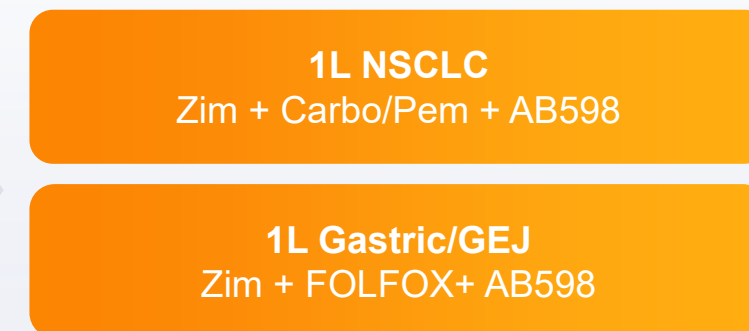 1L NSCLC
Zim + Carbo/Pem + AB598
1L Gastric/GEJ
Zim + FOLFOX+ AB598